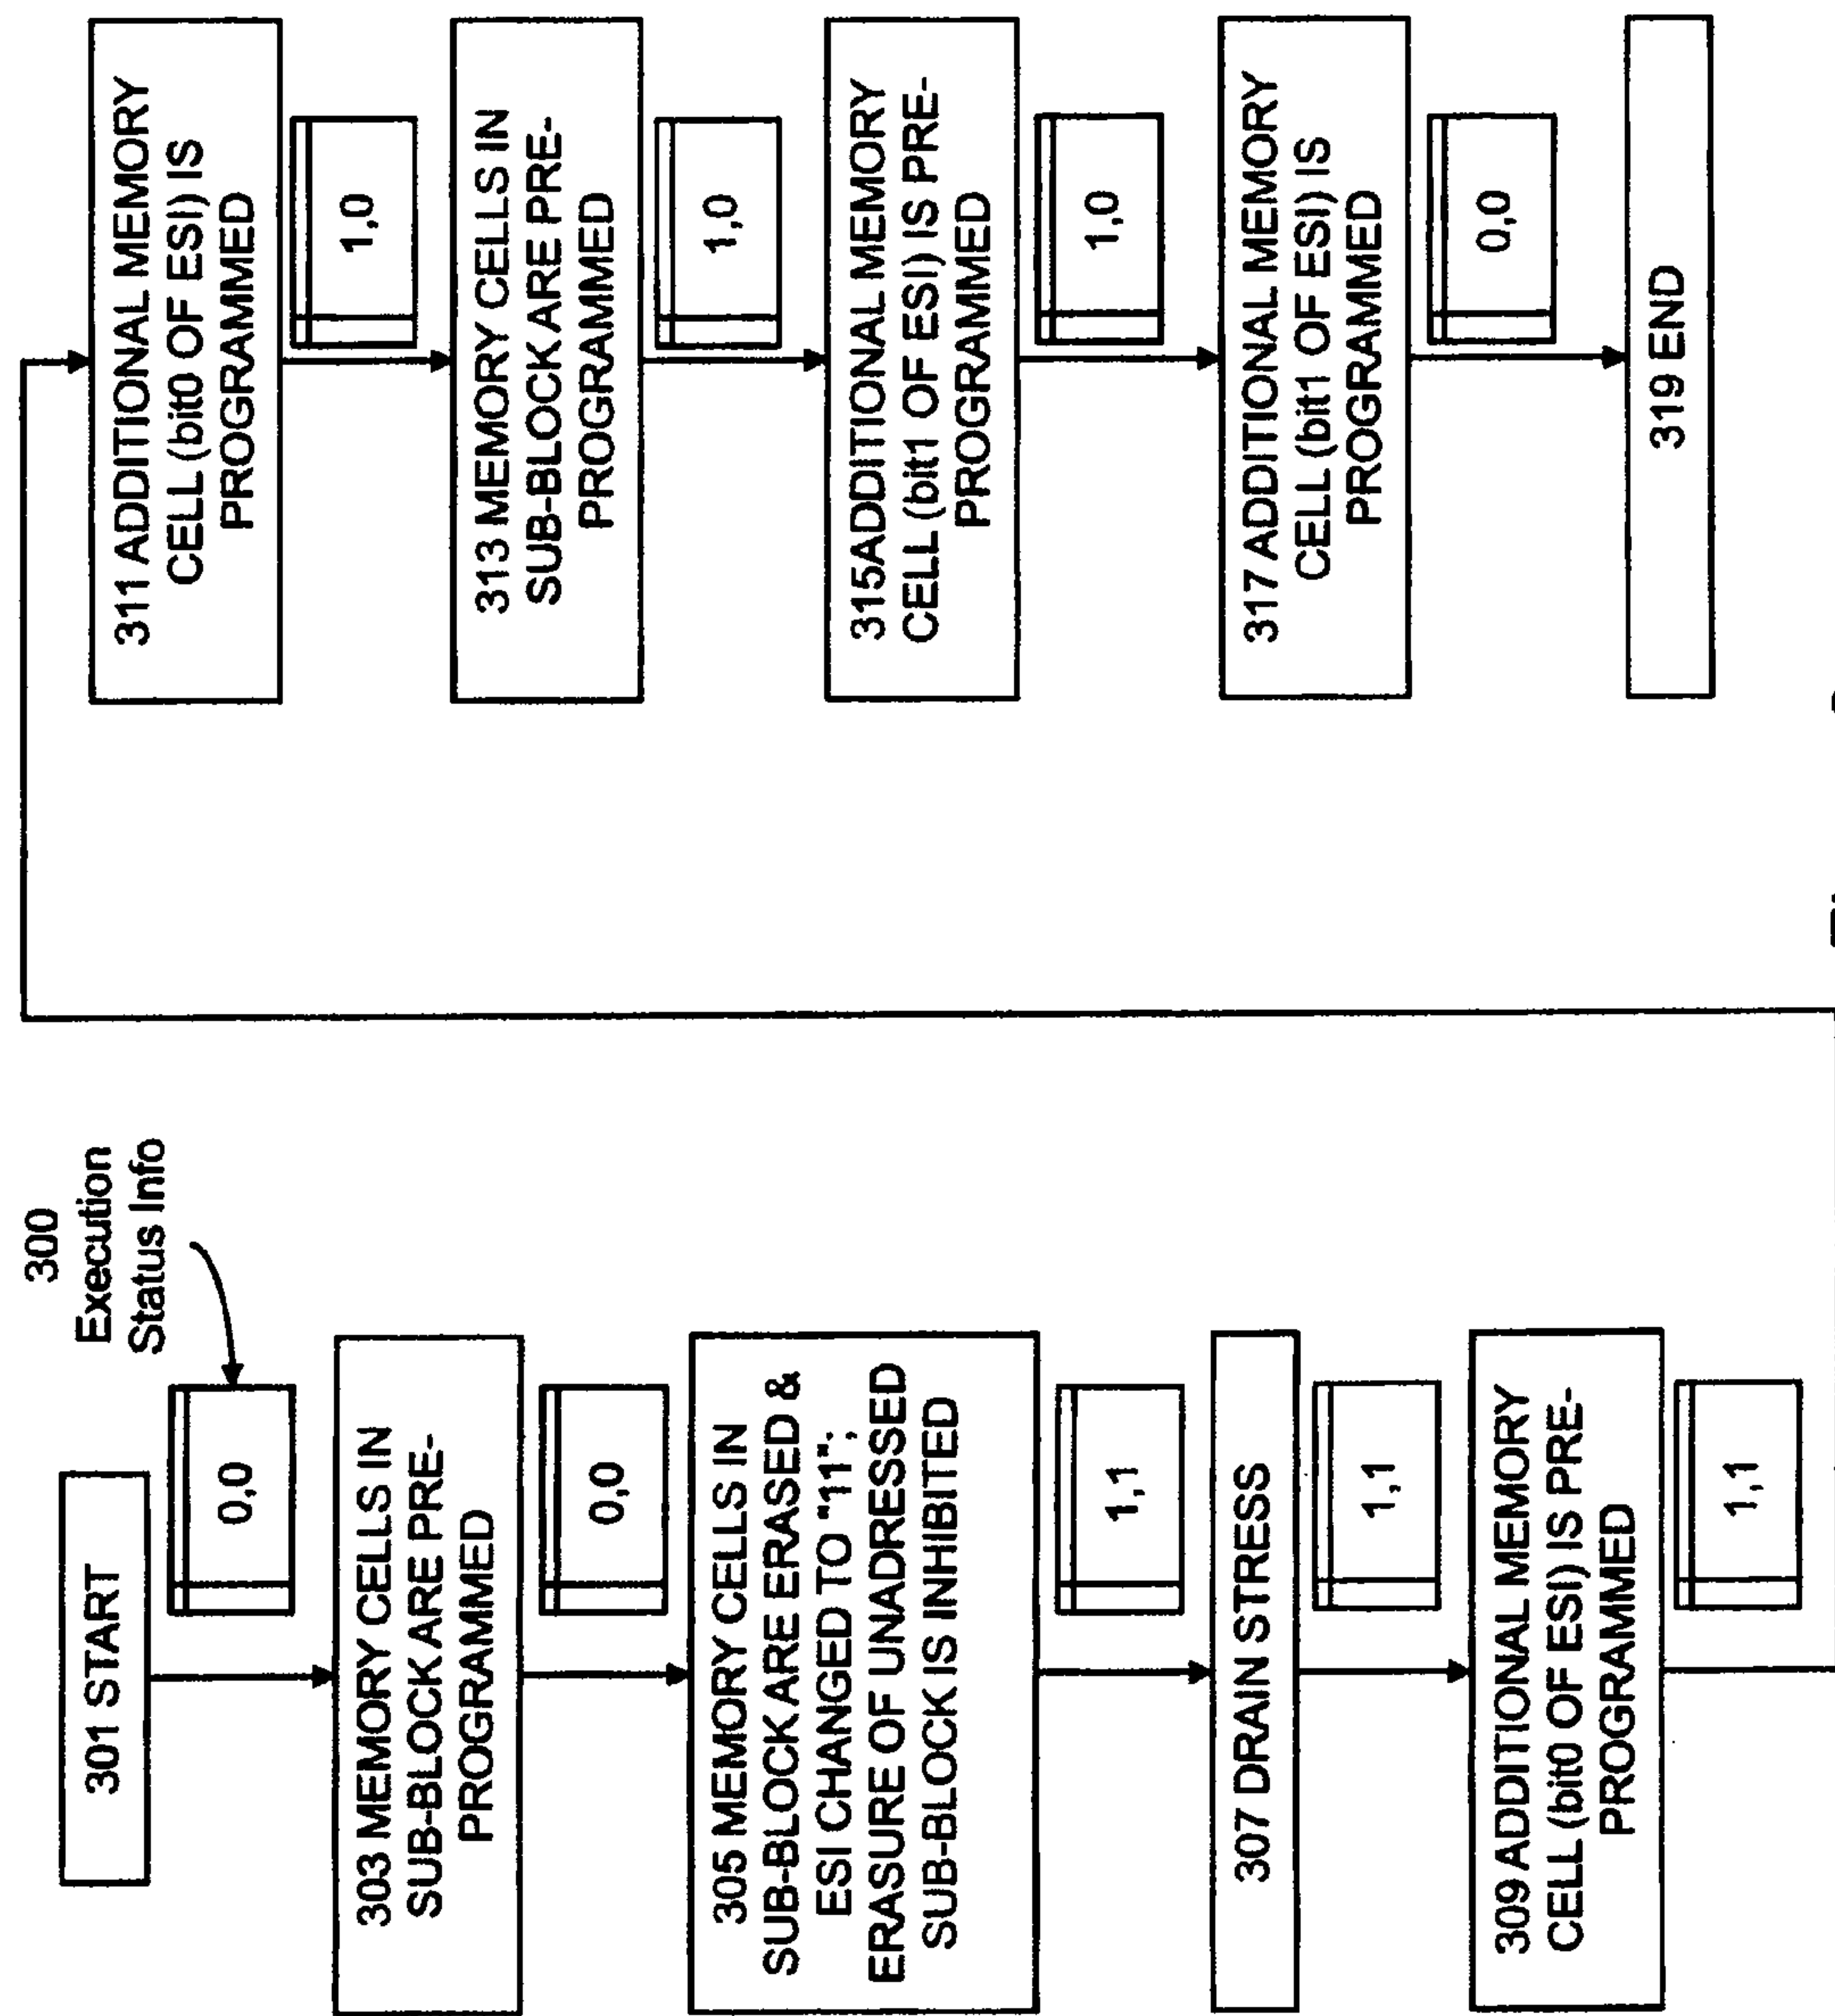 300
Execution
Status Info
301 START
0,0
303 MEMORY CELLS IN
SUB-BLOCK ARE PRE-
PROGRAMMED
0,0
305 MEMORY CELLS IN
SUB-BLOCK ARE ERASED &
ESI CHANGED TO "11";
ERASURE OF UNADRESSED
SUB-BLOCK IS INHIBITED
1,1
307 DRAIN STRESS
1,1
309 ADDITIONAL MEMORY
CELL (bit0 OF ESI) IS PRE-
PROGRAMMED
1,1
311 ADDITIONAL MEMORY
CELL (bit0 OF ESI) IS
PROGRAMMED
1,0
313 MEMORY CELLS IN
SUB-BLOCK ARE PRE-
PROGRAMMED
1,0
315ADDITIONAL MEMORY
CELL (bit1 OF ESI) IS PRE-
PROGRAMMED
1,0
317 ADDITIONAL MEMORY
CELL (bit1 OF ESI) IS
PROGRAMMED
0,0
319 END